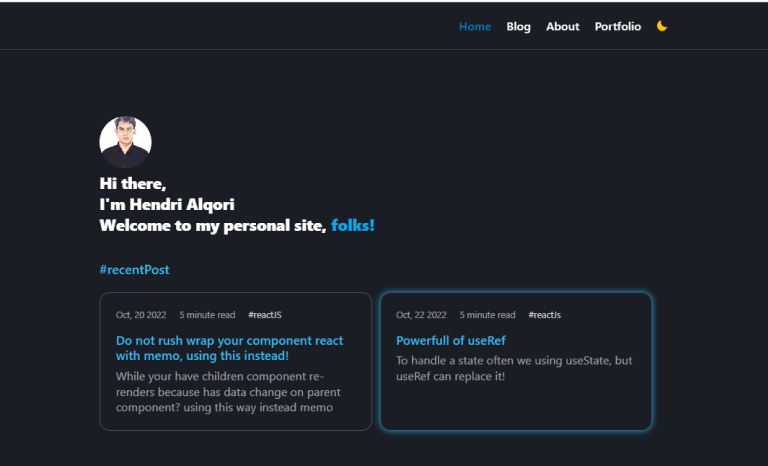 Home Blog About Portfolio
Hi there,
I'm Hendri Alqori
Welcome to my personal site, folks!
#recentPost
Oct, 20 2022 5 minute read #reactJS
Do not rush wrap your component react
with memo, using this instead!
While your have children component re-
renders because has data change on parent
component? using this way instead memo
Oct, 22 2022 5 minute read #reactJs
Powerfull of useRef
To handle a state often we using useState, but
useRef can replace it!